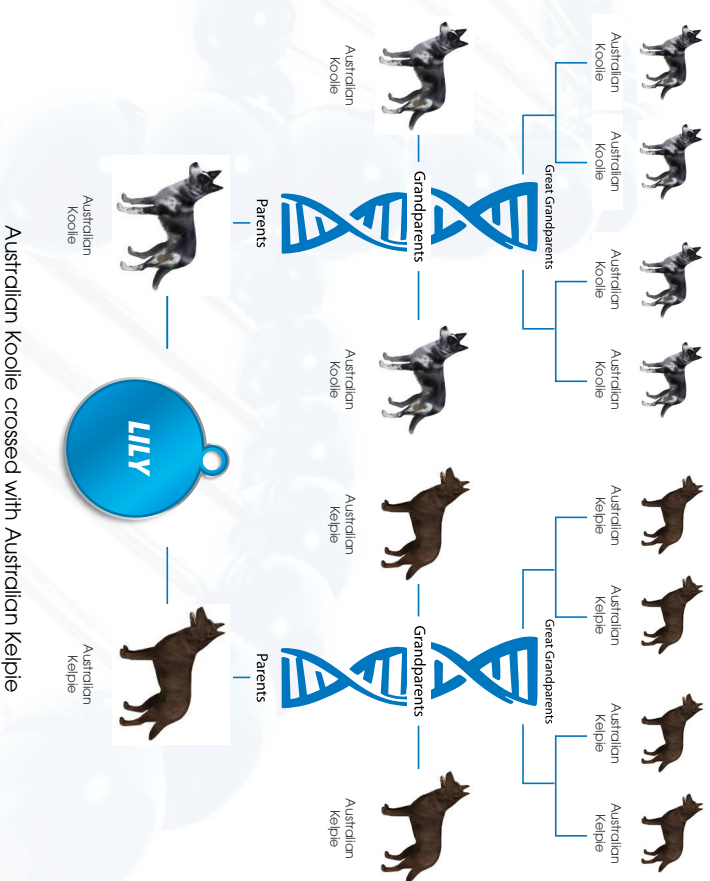 Australian
Koolie
Australian
Koolie
Australian
Koolie
Australian
Koolie
Australian
Kelpie
Australian
Kelpie
Australian
Kelpie
Australian
Kelpie
Great Grandparents
Great Grandparents
Australian
Koolie
Grandparents
Australian
Koolie
Australian
Kelpie
Grandparents
Australian
Kelpie
Parents
Parents
Australian
Koolie
LILY
Australian
Kelpie
Australian Koolie crossed with Australian Kelpie